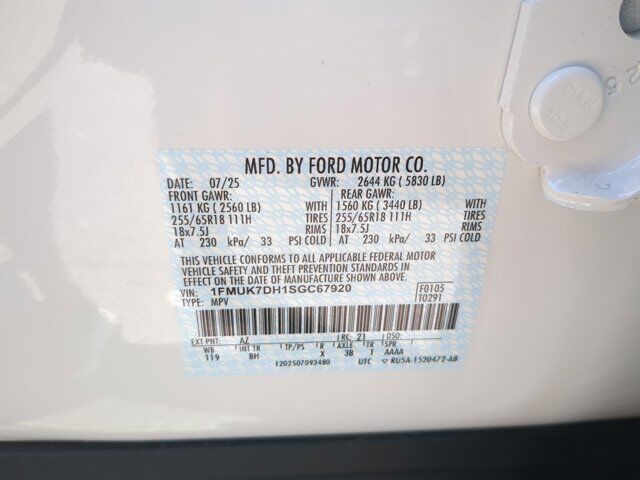 MFD. BY FORD MOTOR CO.
DATE: 07/25 GVWR: 2644 KG ( 5830 LB)
FRONT GAWR: REAR GAWR:
1161 KG ( 2560 LB) WITH 1560 KG ( 3440 LB) WITH
255/65R18 111H TIRES 255/65R18 111H TIRES
18x7.5J RIMS 18x7.5J RIMS
AT 230 kPa/ 33 PSI COLD AT 230 kPa/ 33 PSI COLD
THIS VEHICLE CONFORMS TO ALL APPLICABLE FEDERAL MOTOR
VEHICLE SAFETY AND THEFT PREVENTION STANDARDS IN
EFFECT ON THE DATE OF MANUFACTURE SHOWN ABOVE.
VIN: 1FMUK7DH1SGC67920 F0105
TYPE: MPV T0291
EXT PNT: AZ RC: 21 DSO:
WB INT TR TP/PS R AXLE TR SPR
119 8H X 3B T AAAA
1202507093480 UTC ▽ RU5A-1520472-AB